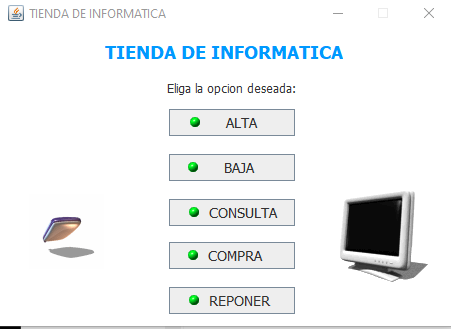 TIENDA DE INFORMATICA
TIENDA DE INFORMATICA
Eliga la opcion deseada:
ALTA
BAJA
CONSULTA
COMPRA
REPONER